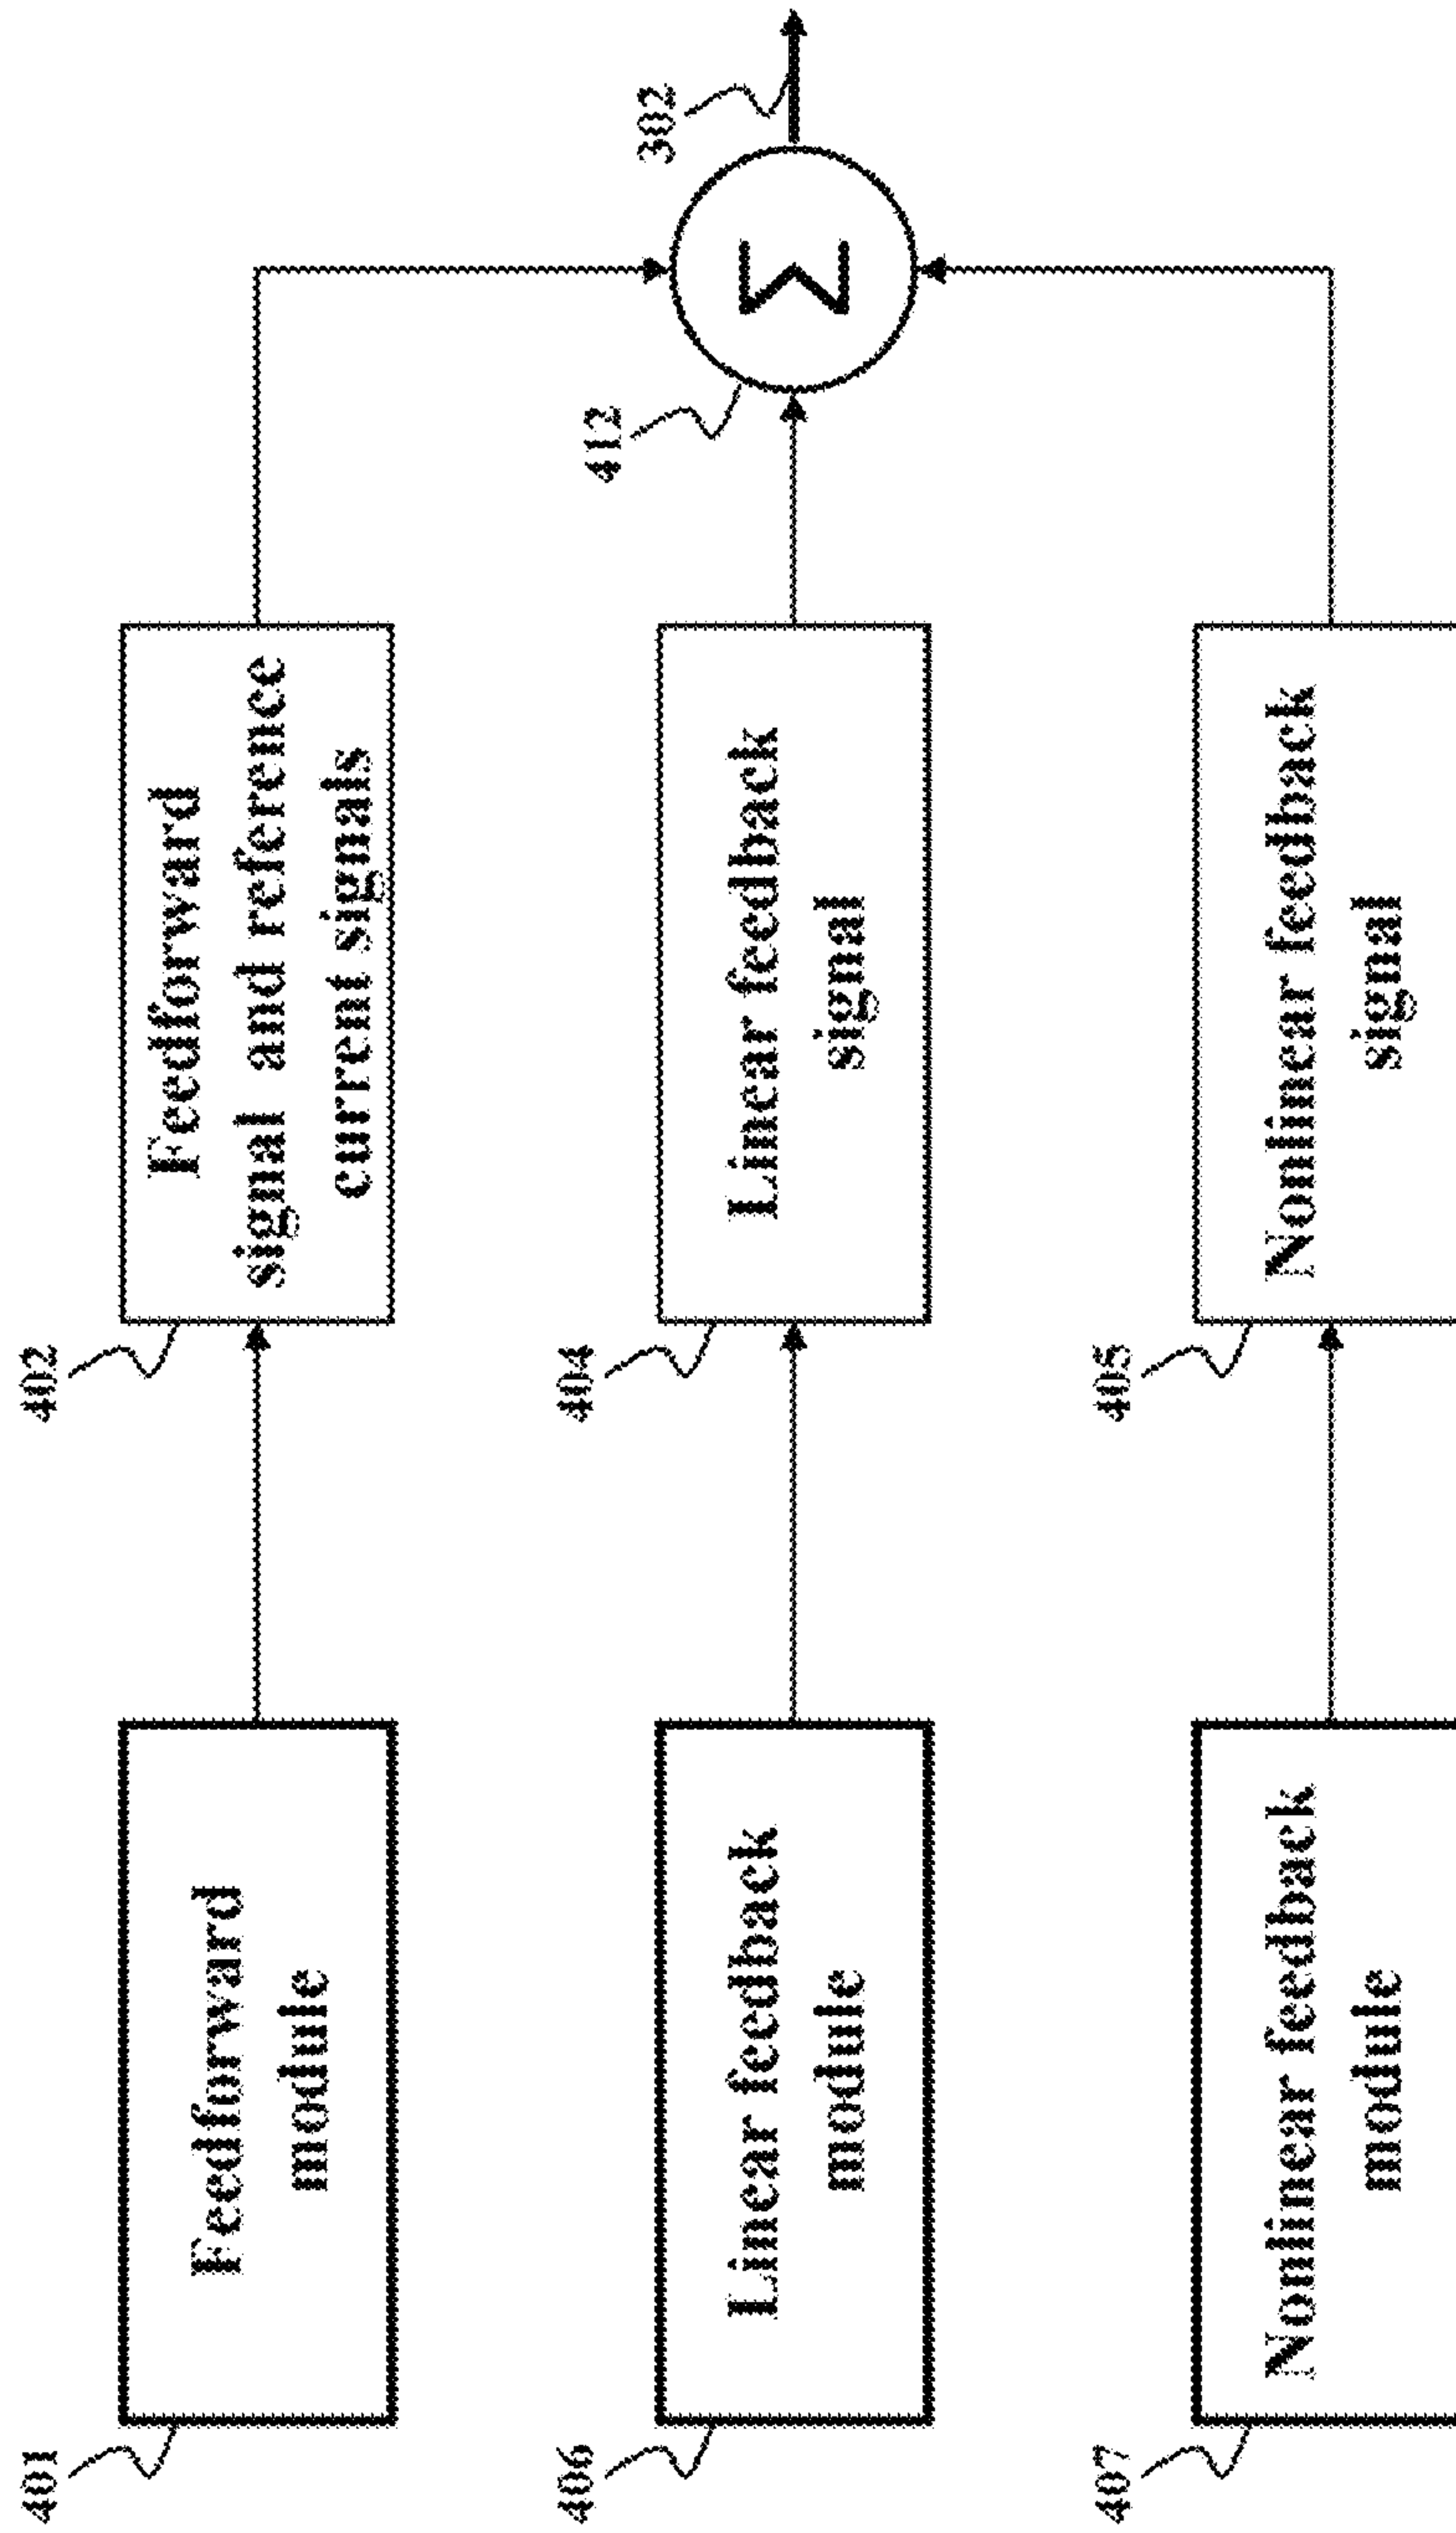 401
Feedforward
module
402
Feedforward
signal and reference
current signals
406
Linear feedback
module
404
Linear feedback
signal
412
Σ
302
407
Nonlinear feedback
module
405
Nonlinear feedback
signal